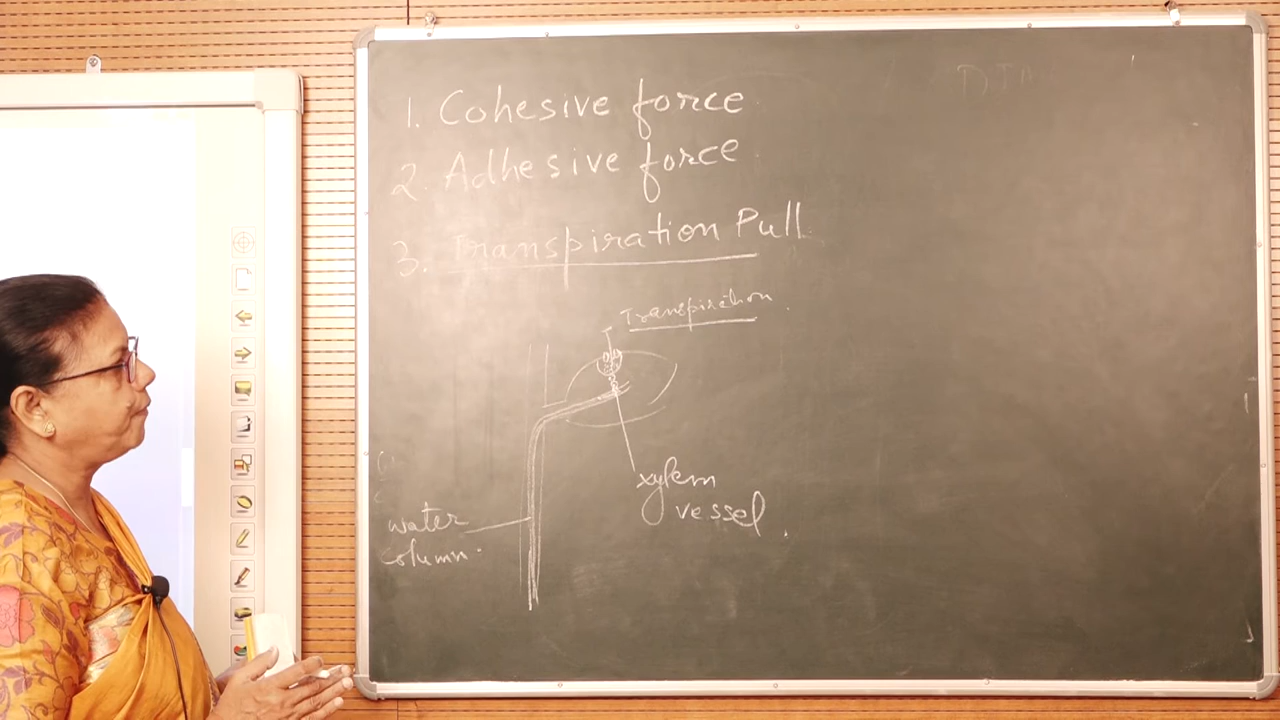 1. Cohesive force
2. Adhesive force
3. Transpiration Pull
Transpiration
xylem
vessel
water
column.